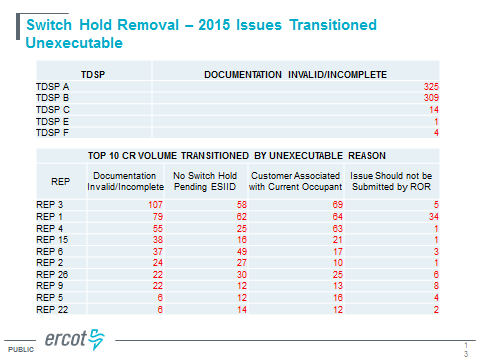 Switch Hold Removal – 2015 Issues Transitioned
Unexecutable
TDSP DOCUMENTATION INVALID/INCOMPLETE
TDSP A 325
TDSP B 309
TDSP C 14
TDSP E 1
TDSP F 4
TOP 10 CR VOLUME TRANSITIONED BY UNEXECUTABLE REASON
REP Documentation Invalid/Incomplete No Switch Hold Pending ESIID Customer Associated with Current Occupant Issue Should not be Submitted by ROR
REP 3 107 58 69 5
REP 1 79 62 64 34
REP 4 55 25 63 1
REP 15 38 16 21 1
REP 6 37 49 17 3
REP 2 24 27 10 1
REP 26 22 30 25 6
REP 9 22 12 13 8
REP 5 6 12 16 4
REP 22 6 14 12 2
PUBLIC
ercot
1
3